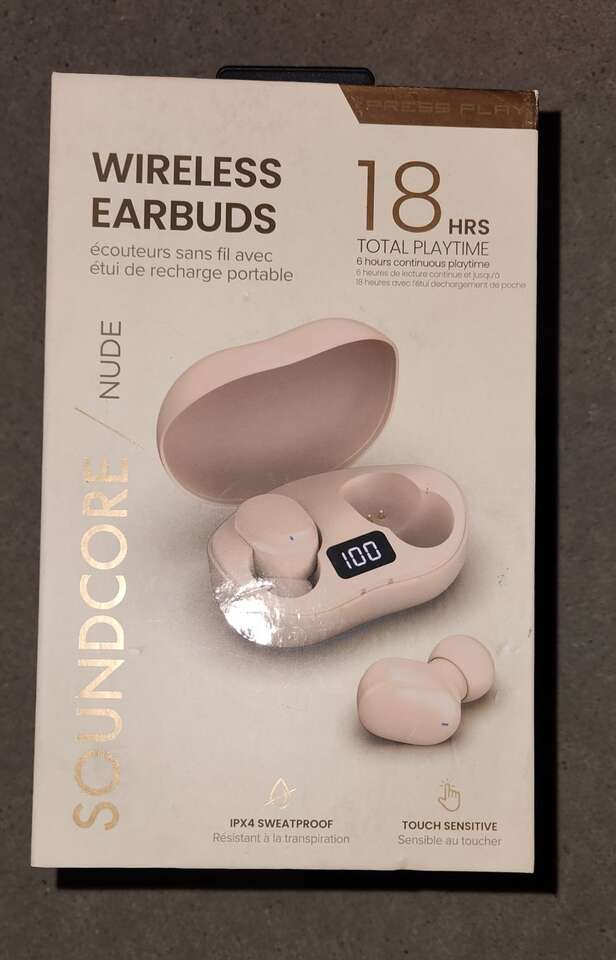 PRESS PLAY
WIRELESS
EARBUDS
écouteurs sans fil avec
étui de recharge portable
18 HRS
TOTAL PLAYTIME
6 hours continuous playtime
6 heures de lecture continue et jusqu'à
18 heures avec l'étui dechargement de poche
SOUNDCORE / NUDE
100
IPX4 SWEATPROOF
Résistant à la transpiration
TOUCH SENSITIVE
Sensible au toucher